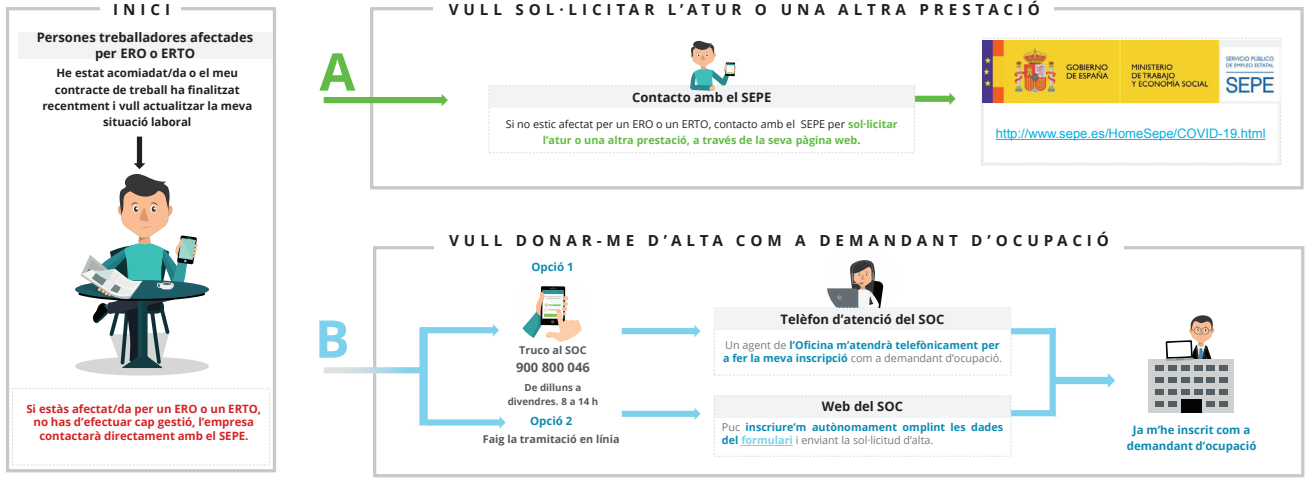 INICI
Persones treballadores afectades
per ERO o ERTO
He estat acomiadat/da o el meu
contracte de treball ha finalitzat
recentment i vull actualitzar la meva
situació laboral
Si estàs afectat/da per un ERO o un ERTO,
no has d'efectuar cap gestió, l'empresa
contactarà directament amb el SEPE.
VULL SOL·LICITAR L'ATUR O UNA ALTRA PRESTACIÓ
A
Contacto amb el SEPE
Si no estic afectat per un ERO o un ERTO, contacto amb el SEPE per sol·licitar
l'atur o una altra prestació, a través de la seva pàgina web.
GOBIERNO
DE ESPAÑA
MINISTERIO
DE TRABAJO
Y ECONOMÍA SOCIAL
SERVICIO PÚBLICO
DE EMPLEO ESTATAL
SEPE
http://www.sepe.es/HomeSepe/COVID-19.html
VULL DONAR-ME D'ALTA COM A DEMANDANT D'OCUPACIÓ
B
Opció 1
Truco al SOC
900 800 046
De dilluns a
divendres. 8 a 14 h
Opció 2
Faig la tramitació en línia
Telèfon d'atenció del SOC
Un agent de l'Oficina m'atendrà telefònicament per
a fer la meva inscripció com a demandant d'ocupació.
Web del SOC
Puc inscriure'm autònomament omplint les dades
del formulari i enviant la sol·licitud d'alta.
Ja m'he inscrit com a
demandant d'ocupació